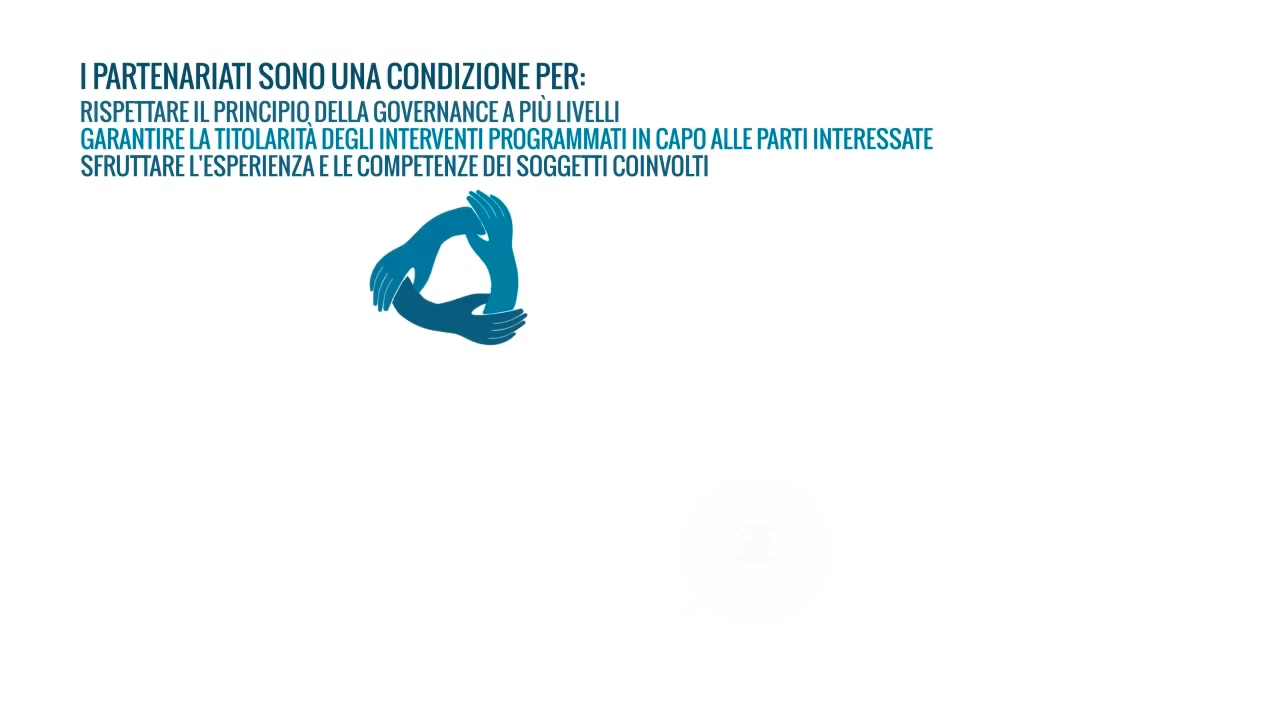 I PARTENARIATI SONO UNA CONDIZIONE PER:
RISPETTARE IL PRINCIPIO DELLA GOVERNANCE A PIÙ LIVELLI
GARANTIRE LA TITOLARITÀ DEGLI INTERVENTI PROGRAMMATI IN CAPO ALLE PARTI INTERESSATE
SFRUTTARE L'ESPERIENZA E LE COMPETENZE DEI SOGGETTI COINVOLTI